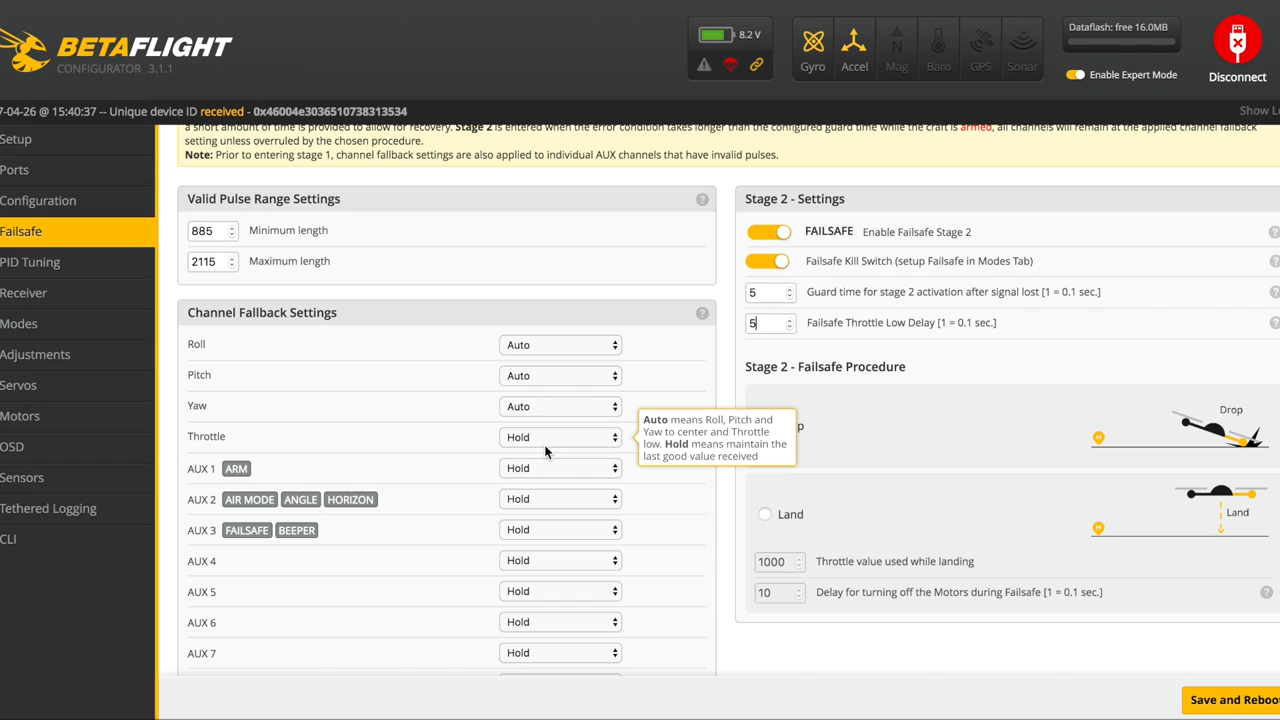 BETAFLIGHT
CONFIGURATOR 3.1.1
8.2 V
Gyro
Accel
Mag
Baro
GPS
Sonar
Dataflash: free 16.0MB
Enable Expert Mode
Disconnect
7-04-26 @ 15:40:37 -- Unique device ID received - 0x46004e3036510738313534
Show Lo
Setup
Ports
Configuration
Failsafe
PID Tuning
Receiver
Modes
Adjustments
Servos
Motors
OSD
Sensors
Tethered Logging
CLI
a short amount of time is provided to allow for recovery. Stage 2 is entered when the error condition takes longer than the configured guard time while the craft is armed, all channels will remain at the applied channel fallback
setting unless overruled by the chosen procedure.
Note: Prior to entering stage 1, channel fallback settings are also applied to individual AUX channels that have invalid pulses.
Valid Pulse Range Settings
?
885 Minimum length
2115 Maximum length
Channel Fallback Settings
?
Roll Auto
Pitch Auto
Yaw Auto
Throttle Hold
AUX 1 ARM Hold
AUX 2 AIR MODE ANGLE HORIZON Hold
AUX 3 FAILSAFE BEEPER Hold
AUX 4 Hold
AUX 5 Hold
AUX 6 Hold
AUX 7 Hold
Auto means Roll, Pitch and
Yaw to center and Throttle
low. Hold means maintain the
last good value received
Stage 2 - Settings
FAILSAFE Enable Failsafe Stage 2 ?
Failsafe Kill Switch (setup Failsafe in Modes Tab) ?
5 Guard time for stage 2 activation after signal lost [1 = 0.1 sec.] ?
5 Failsafe Throttle Low Delay [1 = 0.1 sec.] ?
Stage 2 - Failsafe Procedure
p
Drop
H
Land
Land
H
1000 Throttle value used while landing
10 Delay for turning off the Motors during Failsafe [1 = 0.1 sec.] ?
Save and Reboo